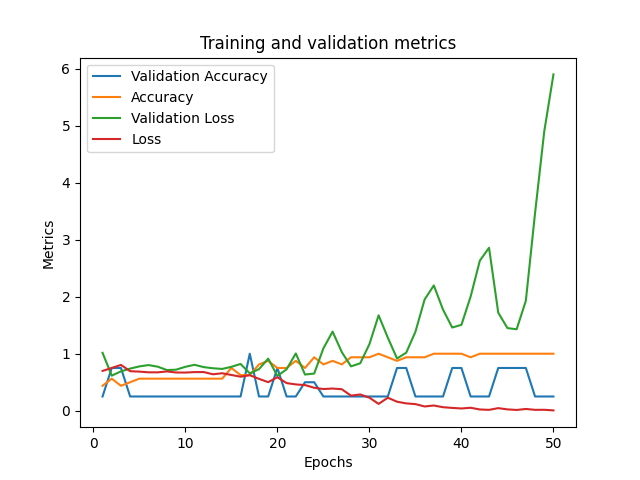 Training and validation metrics
Validation Accuracy
Accuracy
Validation Loss
Loss
6
5
4
3
2
1
0
Metrics
0 10 20 30 40 50
Epochs